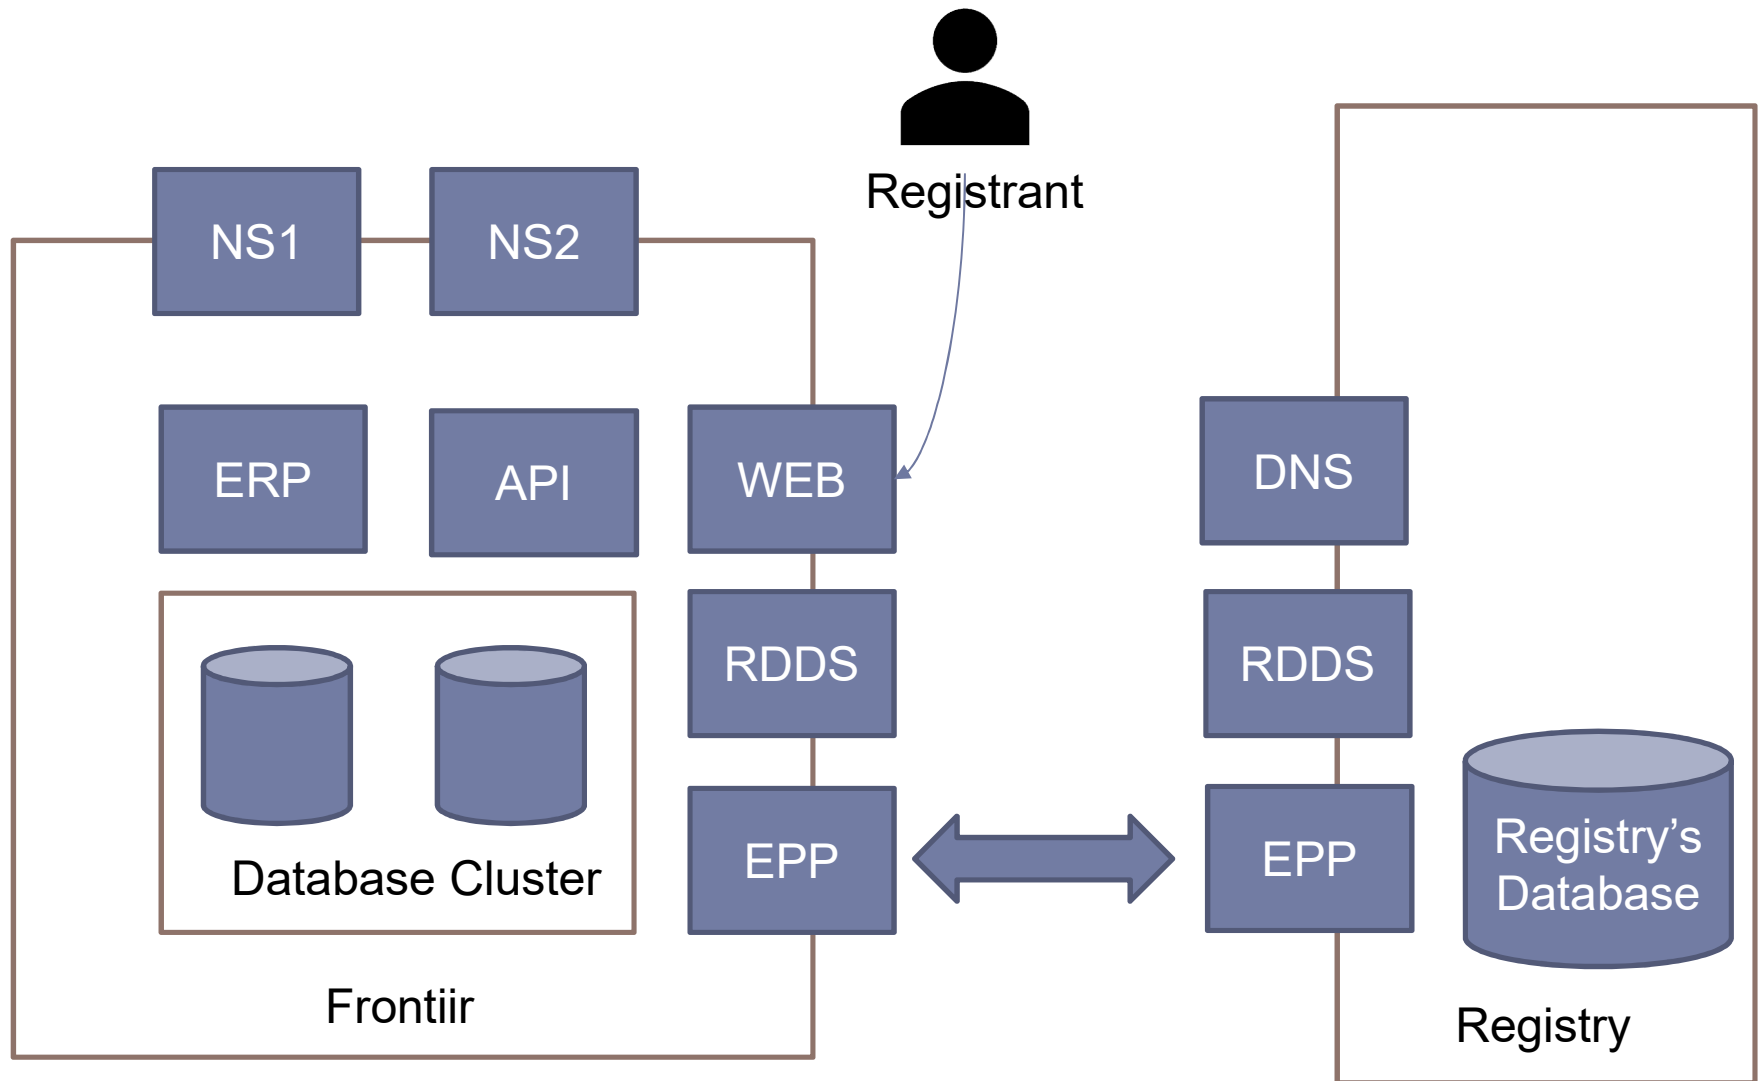 Registrant
NS1
NS2
ERP
API
WEB
DNS
RDDS
RDDS
Database Cluster
EPP
EPP
Registry’s
Database
Frontiir
Registry